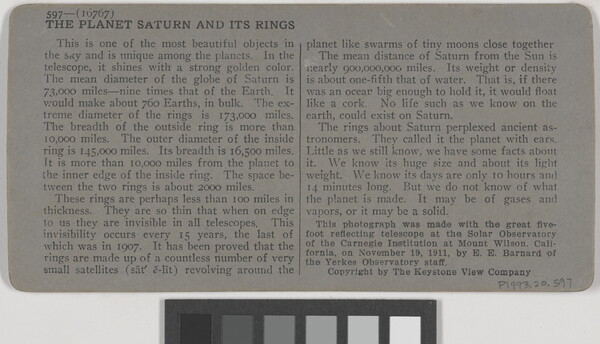 597—(16767)
THE PLANET SATURN AND ITS RINGS
This is one of the most beautiful objects in
the sky and is unique among the planets. In the
telescope, it shines with a strong golden color.
The mean diameter of the globe of Saturn is
73,000 miles—nine times that of the Earth. It
would make about 760 Earths, in bulk. The ex-
treme diameter of the rings is 173,000 miles.
The breadth of the outside ring is more than
10,000 miles. The outer diameter of the inside
ring is 145,000 miles. Its breadth is 16,500 miles.
It is more than 10,000 miles from the planet to
the inner edge of the inside ring. The space be-
tween the two rings is about 2000 miles.
These rings are perhaps less than 100 miles in
thickness. They are so thin that when on edge
to us they are invisible in all telescopes. This
invisibility occurs every 15 years, the last of
which was in 1907. It has been proved that the
rings are made up of a countless number of very
small satellites (săt′ ĕ-līt) revolving around the
planet like swarms of tiny moons close together
The mean distance of Saturn from the Sun is
nearly 900,000,000 miles. Its weight or density
is about one-fifth that of water. That is, if there
was an ocean big enough to hold it, it would float
like a cork. No life such as we know on the
earth, could exist on Saturn.
The rings about Saturn perplexed ancient as-
tronomers. They called it the planet with ears.
Little as we still know, we have some facts about
it. We know its huge size and about its light
weight. We know its days are only 10 hours and
14 minutes long. But we do not know of what
the planet is made. It may be of gases and
vapors, or it may be a solid.
This photograph was made with the great five-
foot reflecting telescope at the Solar Observatory
of the Carnegie Institution at Mount Wilson, Cali-
fornia, on November 19, 1911, by E. E. Barnard of
the Yerkes Observatory staff.
Copyright by The Keystone View Company
P1993.20.597